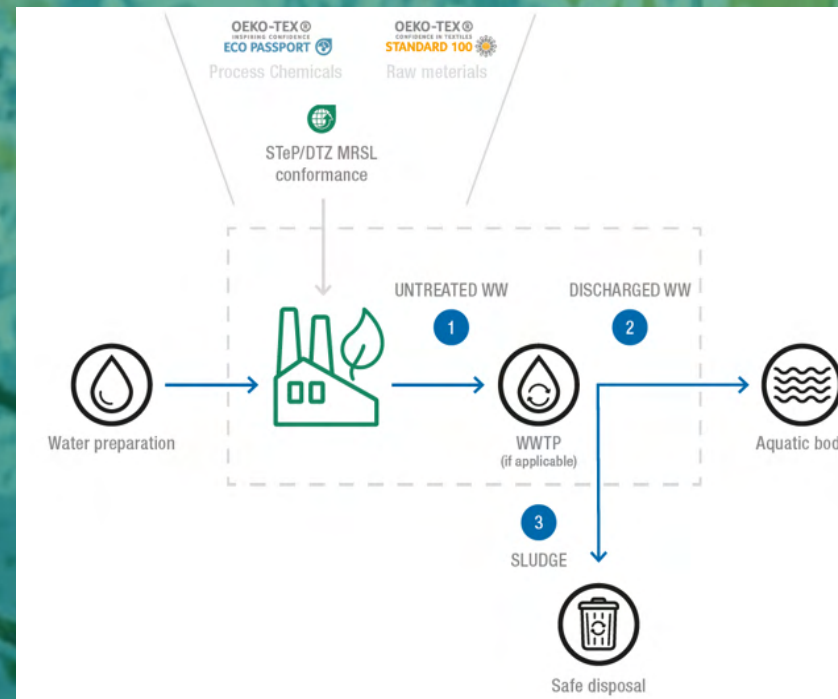 OEKO-TEX®
INSPIRING CONFIDENCE
ECO PASSPORT
OEKO-TEX®
CONFIDENCE IN TEXTILES
STANDARD 100
Process Chemicals
Raw meterials
STeP/DTZ MRSL
conformance
UNTREATED WW
DISCHARGED WW
1
2
Water preparation
WWTP
(if applicable)
Aquatic bod
3
SLUDGE
Safe disposal